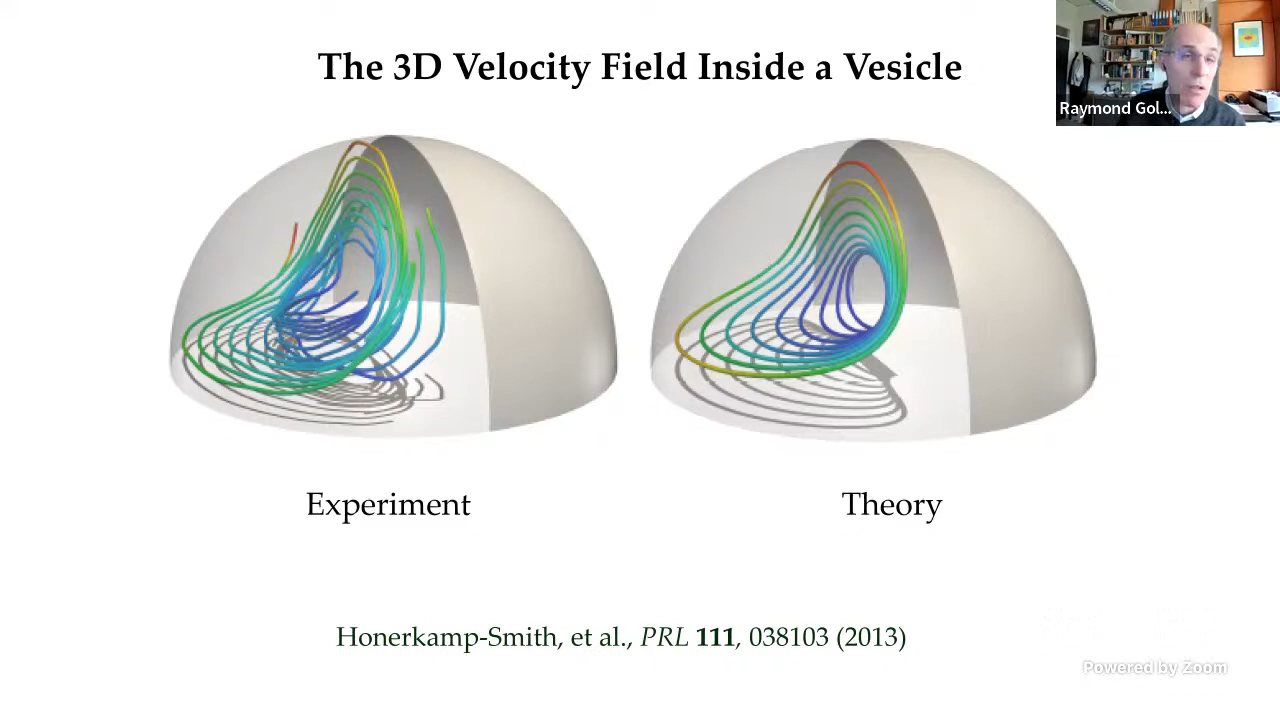 The 3D Velocity Field Inside a Vesicle
Raymond Gol...
Experiment
Theory
Honerkamp-Smith, et al., PRL 111, 038103 (2013)
Powered by Zoom